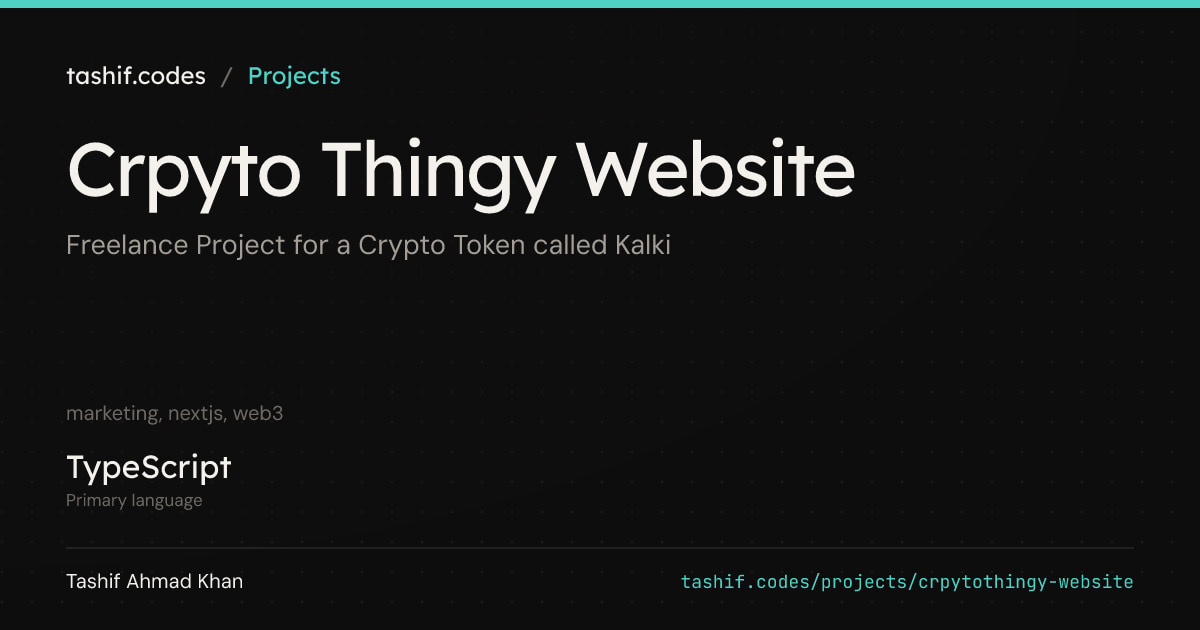 tashif.codes / Projects
Crpyto Thingy Website
Freelance Project for a Crypto Token called Kalki
marketing, nextjs, web3
TypeScript
Primary language
Tashif Ahmad Khan
tashif.codes/projects/crpytothingy-website